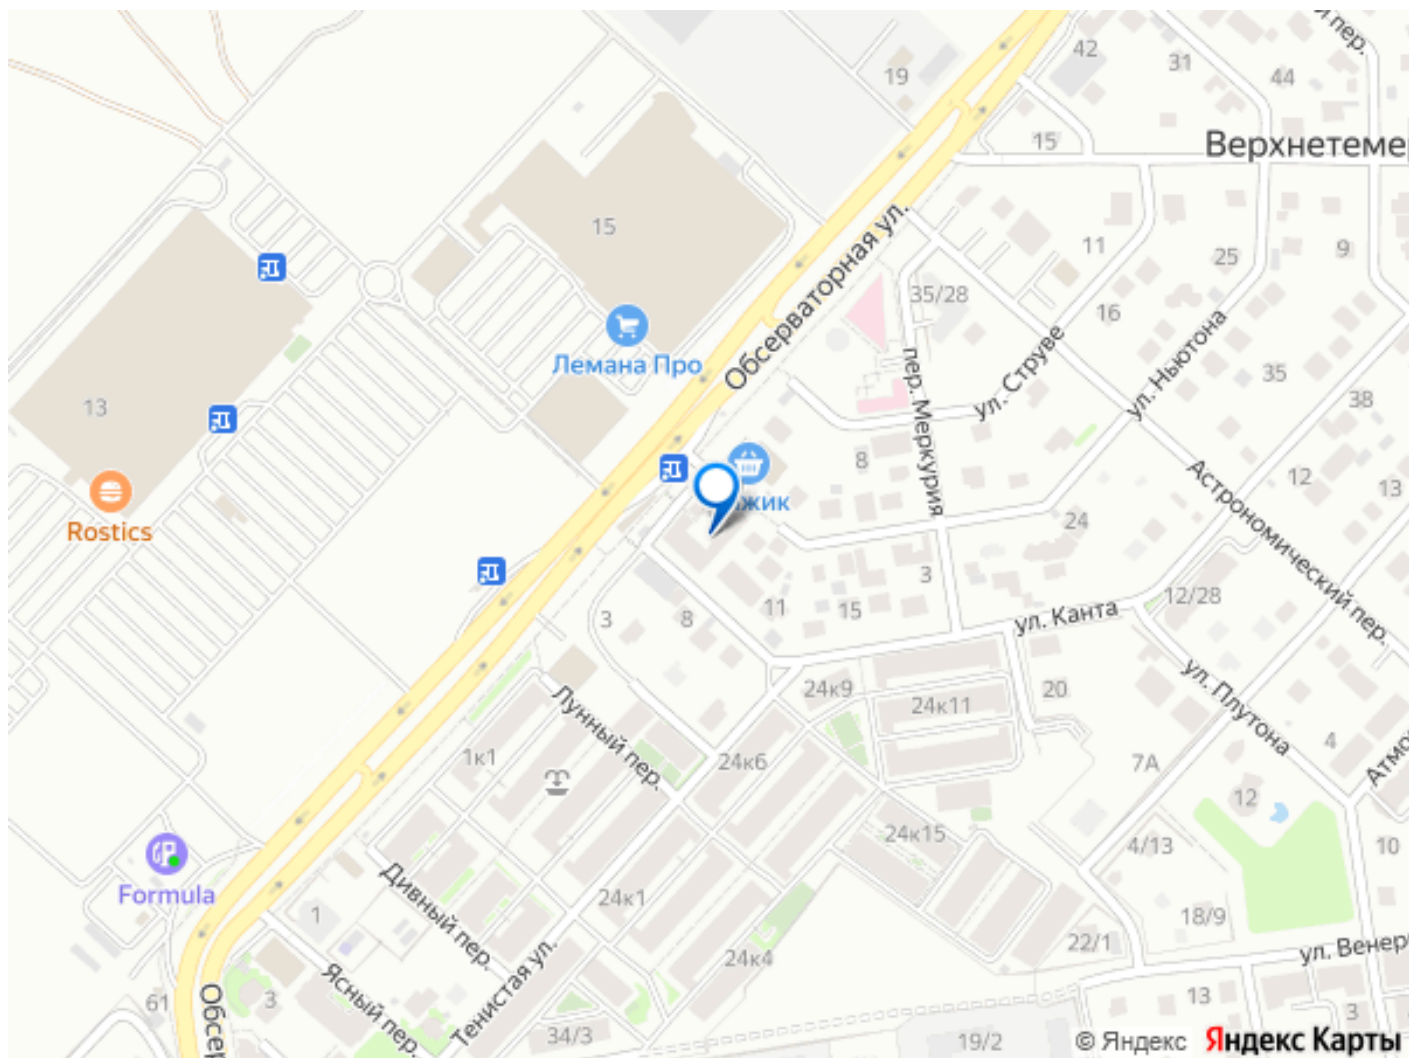 й пер.
42
31
44
19
15
Верхнетемер
15
11
9
25
35/28
16
Обсерваторная ул.
Лемана Про
ул. Струве
пер. Меркурия
ул. Ньютона
35
38
13
8
Rostics
жик
12
13
24
Астрономический пер.
3
11
15
3
8
12/28
ул. Канта
24к9
24к11
20
ул. Плутона
Лунный пер.
1к1
24к6
7А
4
Атмо
12
24к15
4/13
10
Formula
Дивный пер.
24к1
1
18/9
22/1
24к4
ул. Венер
Ясный пер.
Тенистая ул.
61
3
Обсер
34/3
13
3
19/2
© Яндекс Яндекс Карты